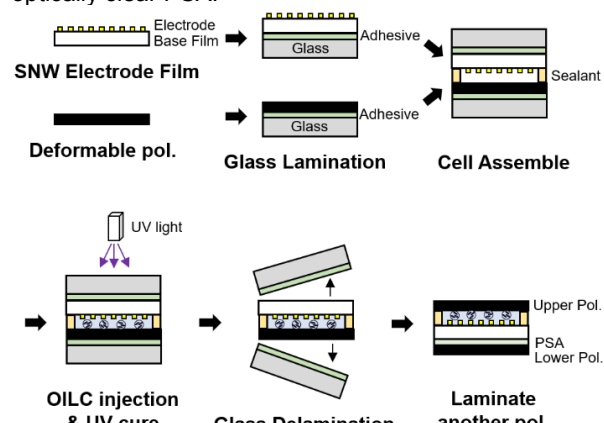 optically clear PSA.
Electrode
Base Film
SNW Electrode Film
Adhesive
Glass
Deformable pol.
Adhesive
Glass
Glass Lamination
Sealant
Cell Assemble
UV light
OILC injection
& UV cure
Glass Delamination
Upper Pol.
PSA
Lower Pol.
Laminate
another pol.